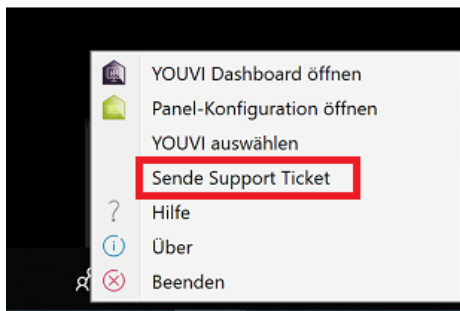 YOUVI Dashboard öffnen
Panel-Konfiguration öffnen
YOUVI auswählen
Sende Support Ticket
Hilfe
Über
Beenden